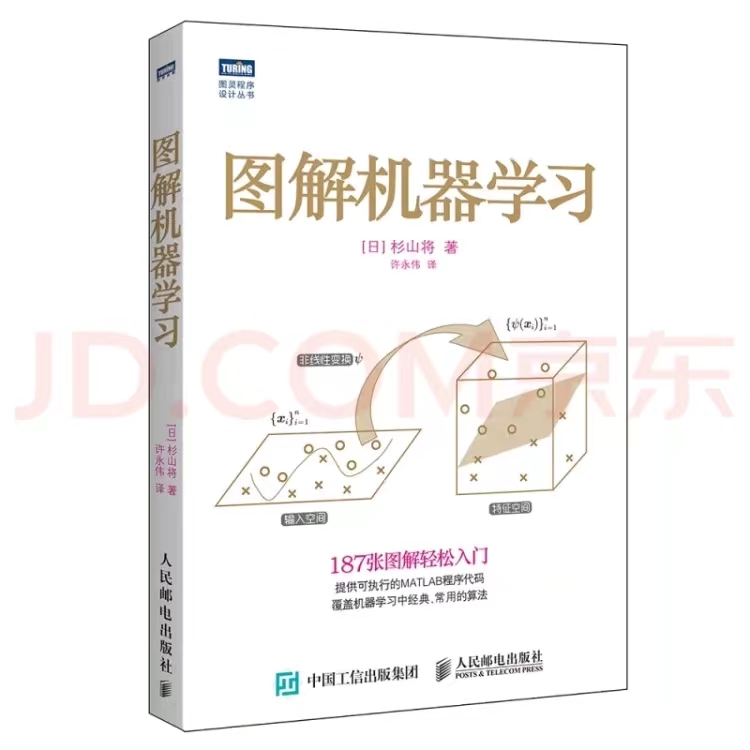 TURING
图灵程序
设计丛书
图解机器学习
[日] 杉山将 著
许永伟 译
{ψ(xᵢ)}ⁿᵢ₌₁
非线性变换 ψ
{xᵢ}ⁿᵢ₌₁
输入空间
特征空间
187张图解轻松入门
提供可执行的MATLAB程序代码
覆盖机器学习中经典、常用的算法
中国工信出版集团
人民邮电出版社
POSTS & TELECOM PRESS
TURING
图解机器学习
[日] 杉山将 著
许永伟 译
人民邮电出版社
JD.COM京东